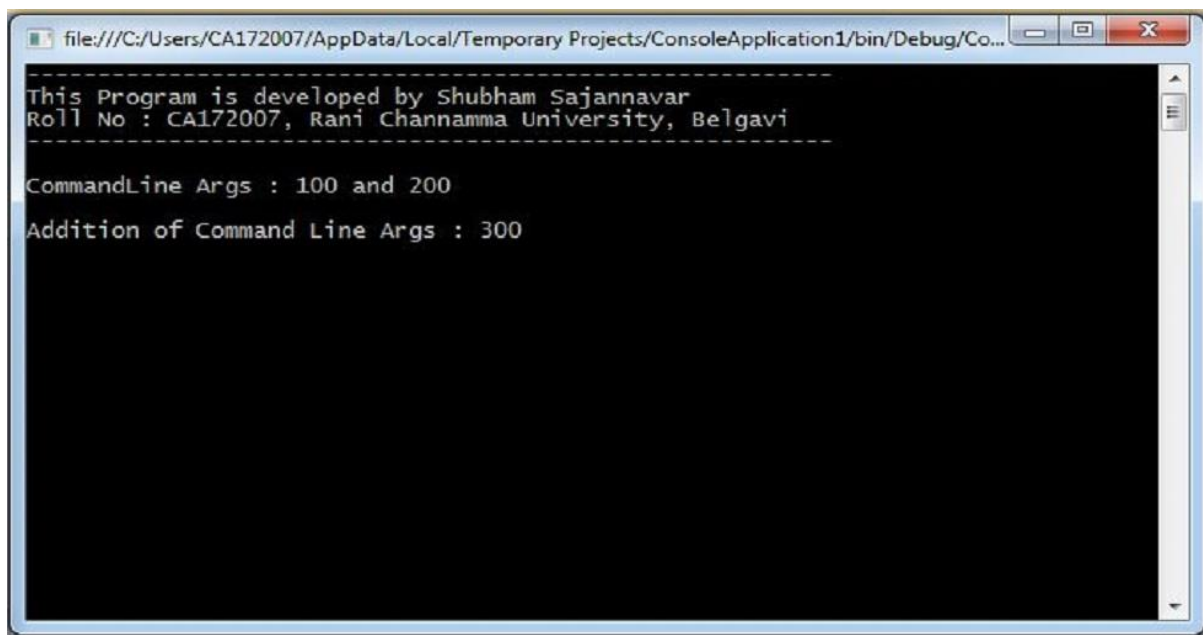 file:///C:/Users/CA172007/AppData/Local/Temporary Projects/ConsoleApplication1/bin/Debug/Co...
---------------------------------------------------------
This Program is developed by Shubham Sajannavar
Roll No : CA172007, Rani Channamma University, Belgavi
---------------------------------------------------------
CommandLine Args : 100 and 200
Addition of Command Line Args : 300